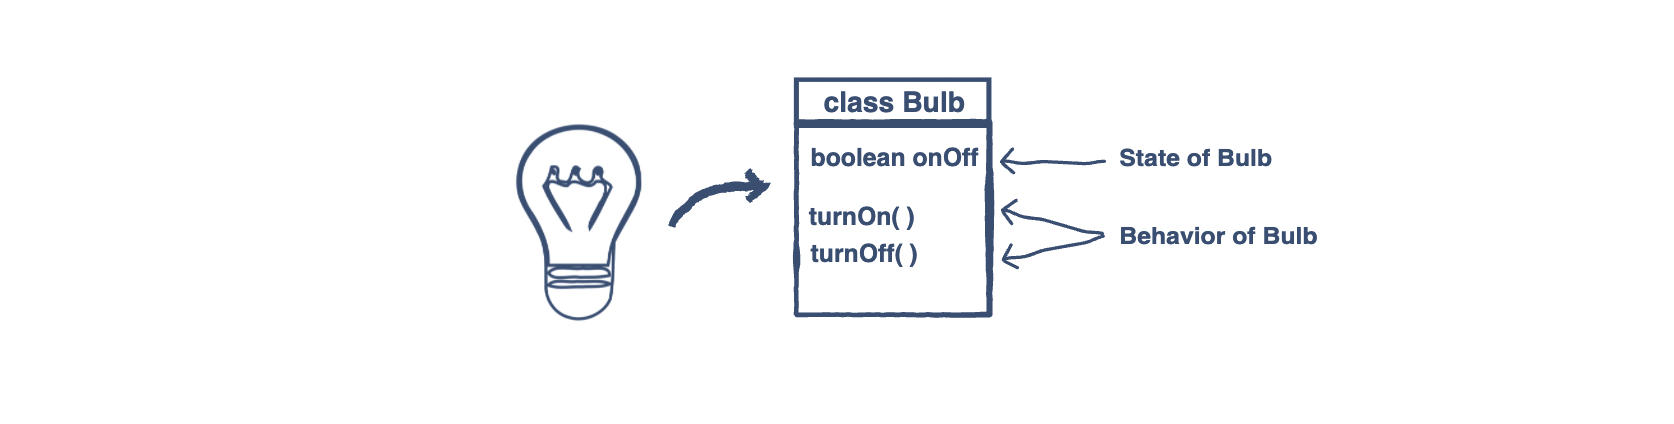 class Bulb
boolean onOff
State of Bulb
turnOn( )
Behavior of Bulb
turnOff( )